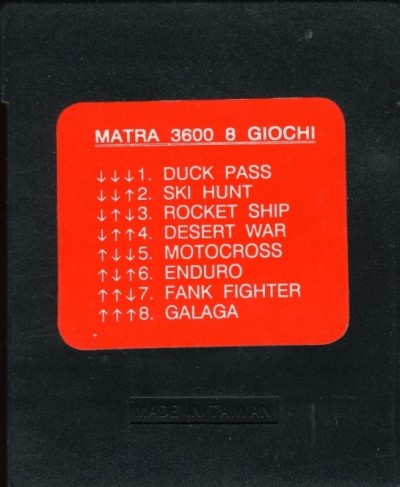 MATRA 3600 8 GIOCHI
↓↓↓1. DUCK PASS
↓↓↑2. SKI HUNT
↓↑↓3. ROCKET SHIP
↓↑↑4. DESERT WAR
↑↓↓5. MOTOCROSS
↑↓↑6. ENDURO
↑↑↓7. FANK FIGHTER
↑↑↑8. GALAGA
MADE IN TAIWAN